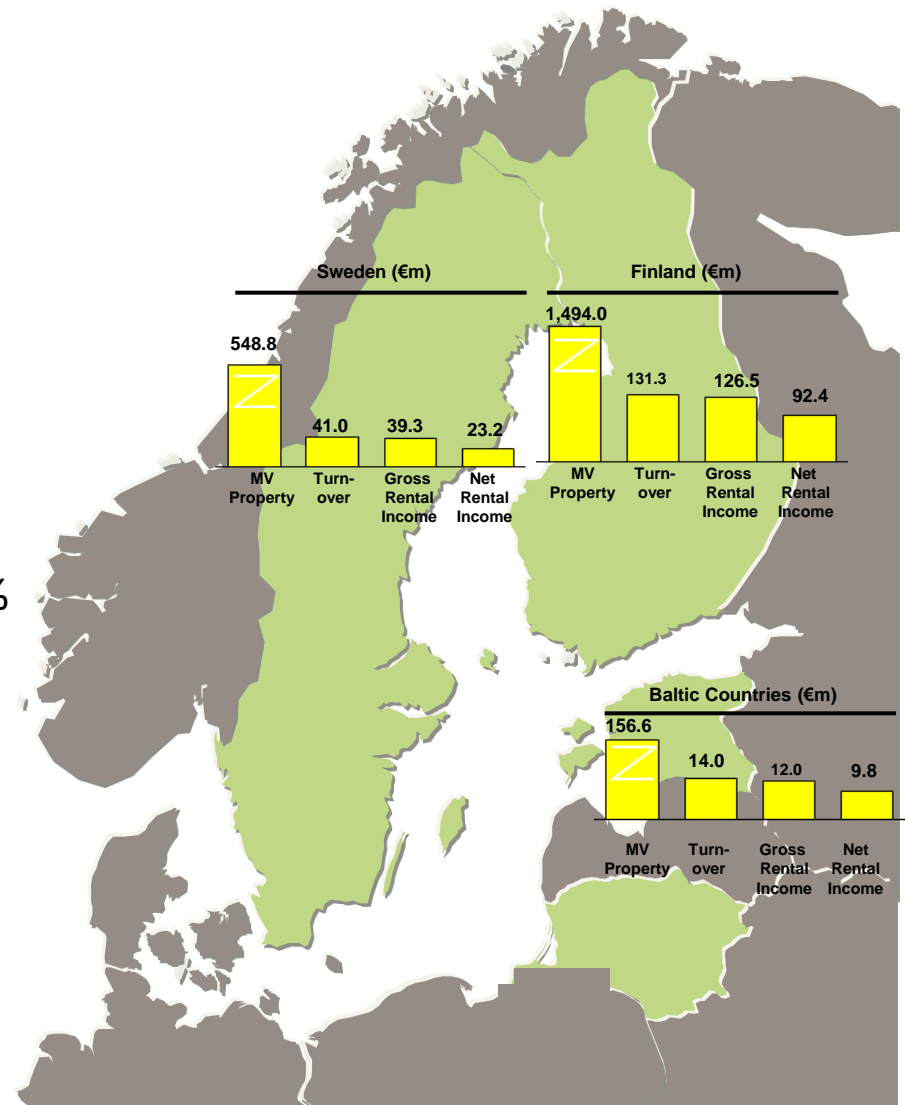 Sweden (€m)
548.8
41.0
39.3
23.2
MV
Property
Turn-
over
Gross
Rental
Income
Net
Rental
Income
Finland (€m)
1,494.0
131.3
126.5
92.4
MV
Property
Turn-
over
Gross
Rental
Income
Net
Rental
Income
%
Baltic Countries (€m)
156.6
14.0
12.0
9.8
MV
Property
Turn-
over
Gross
Rental
Income
Net
Rental
Income